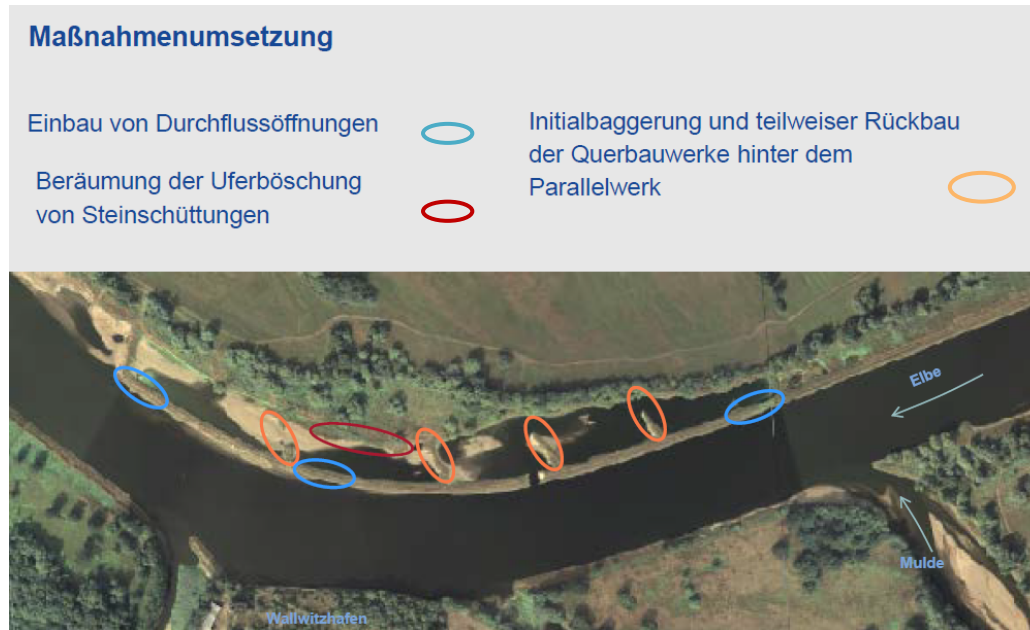 Maßnahmenumsetzung
Einbau von Durchflussöffnungen
Beräumung der Uferböschung
von Steinschüttungen
Initialbaggerung und teilweiser Rückbau
der Querbauwerke hinter dem
Parallelwerk
Elbe
Mulde
Wallwitzhafen